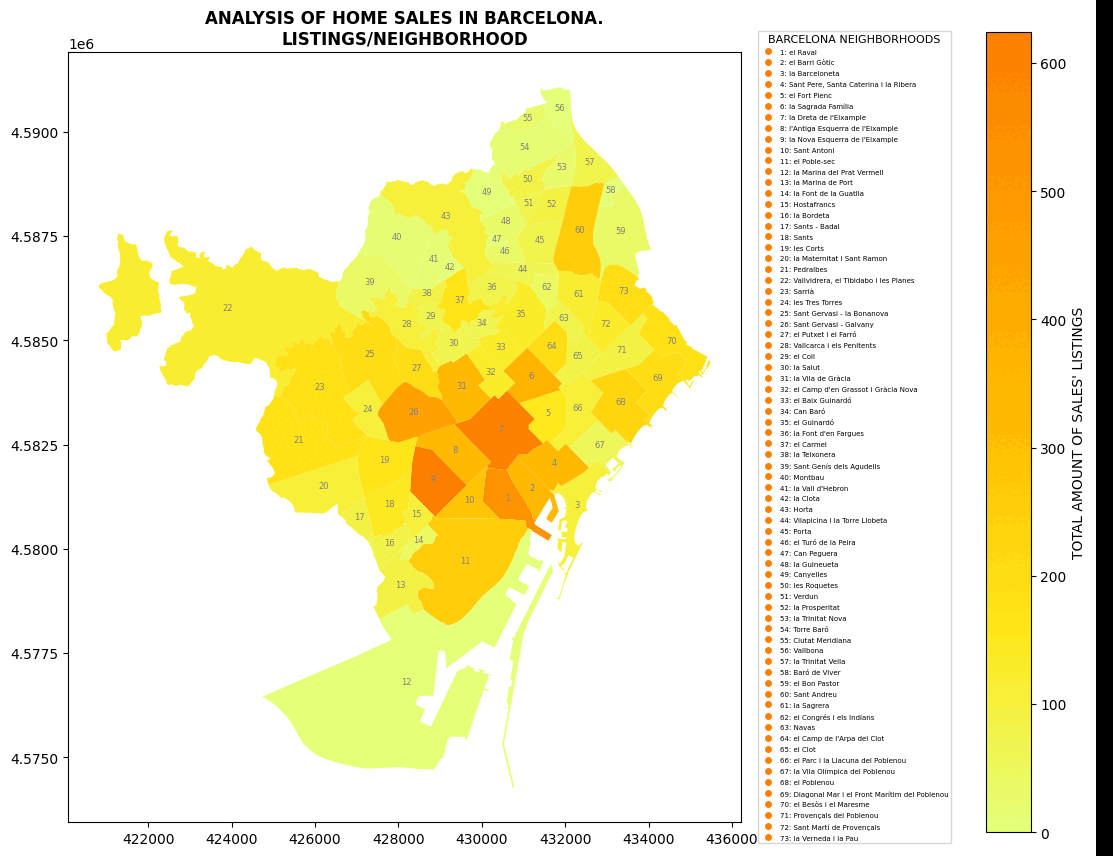 ANALYSIS OF HOME SALES IN BARCELONA.
LISTINGS/NEIGHBORHOOD
1e6
4.5900
4.5875
4.5850
4.5825
4.5800
4.5775
4.5750
422000 424000 426000 428000 430000 432000 434000 436000
56
55
54
57
53
50
58
49
51
52
43
48
60
59
40
47
45
46
41
42
44
39
36
62
38
37
61
73
22
29
35
63
28
34
72
70
30
33
64
71
25
65
27
32
6
69
23
31
66
68
24
26
5
7
21
67
8
4
19
9
20
2
10
1
18
3
15
17
14
16
11
13
12
BARCELONA NEIGHBORHOODS
1: el Raval
2: el Barri Gòtic
3: la Barceloneta
4: Sant Pere, Santa Caterina i la Ribera
5: el Fort Pienc
6: la Sagrada Família
7: la Dreta de l'Eixample
8: l'Antiga Esquerra de l'Eixample
9: la Nova Esquerra de l'Eixample
10: Sant Antoni
11: el Poble-sec
12: la Marina del Prat Vermell
13: la Marina de Port
14: la Font de la Guatlla
15: Hostafrancs
16: la Bordeta
17: Sants - Badal
18: Sants
19: les Corts
20: la Maternitat i Sant Ramon
21: Pedralbes
22: Vallvidrera, el Tibidabo i les Planes
23: Sarrià
24: les Tres Torres
25: Sant Gervasi - la Bonanova
26: Sant Gervasi - Galvany
27: el Putxet i el Farró
28: Vallcarca i els Penitents
29: el Coll
30: la Salut
31: la Vila de Gràcia
32: el Camp d'en Grassot i Gràcia Nova
33: el Baix Guinardó
34: Can Baró
35: el Guinardó
36: la Font d'en Fargues
37: el Carmel
38: la Teixonera
39: Sant Genís dels Agudells
40: Montbau
41: la Vall d'Hebron
42: la Clota
43: Horta
44: Vilapicina i la Torre Llobeta
45: Porta
46: el Turó de la Peira
47: Can Peguera
48: la Guineueta
49: Canyelles
50: les Roquetes
51: Verdun
52: la Prosperitat
53: la Trinitat Nova
54: Torre Baró
55: Ciutat Meridiana
56: Vallbona
57: la Trinitat Vella
58: Baró de Viver
59: el Bon Pastor
60: Sant Andreu
61: la Sagrera
62: el Congrés i els Indians
63: Navas
64: el Camp de l'Arpa del Clot
65: el Clot
66: el Parc i la Llacuna del Poblenou
67: la Vila Olímpica del Poblenou
68: el Poblenou
69: Diagonal Mar i el Front Marítim del Poblenou
70: el Besòs i el Maresme
71: Provençals del Poblenou
72: Sant Martí de Provençals
73: la Verneda i la Pau
600
500
400
300
200
100
0
TOTAL AMOUNT OF SALES' LISTINGS